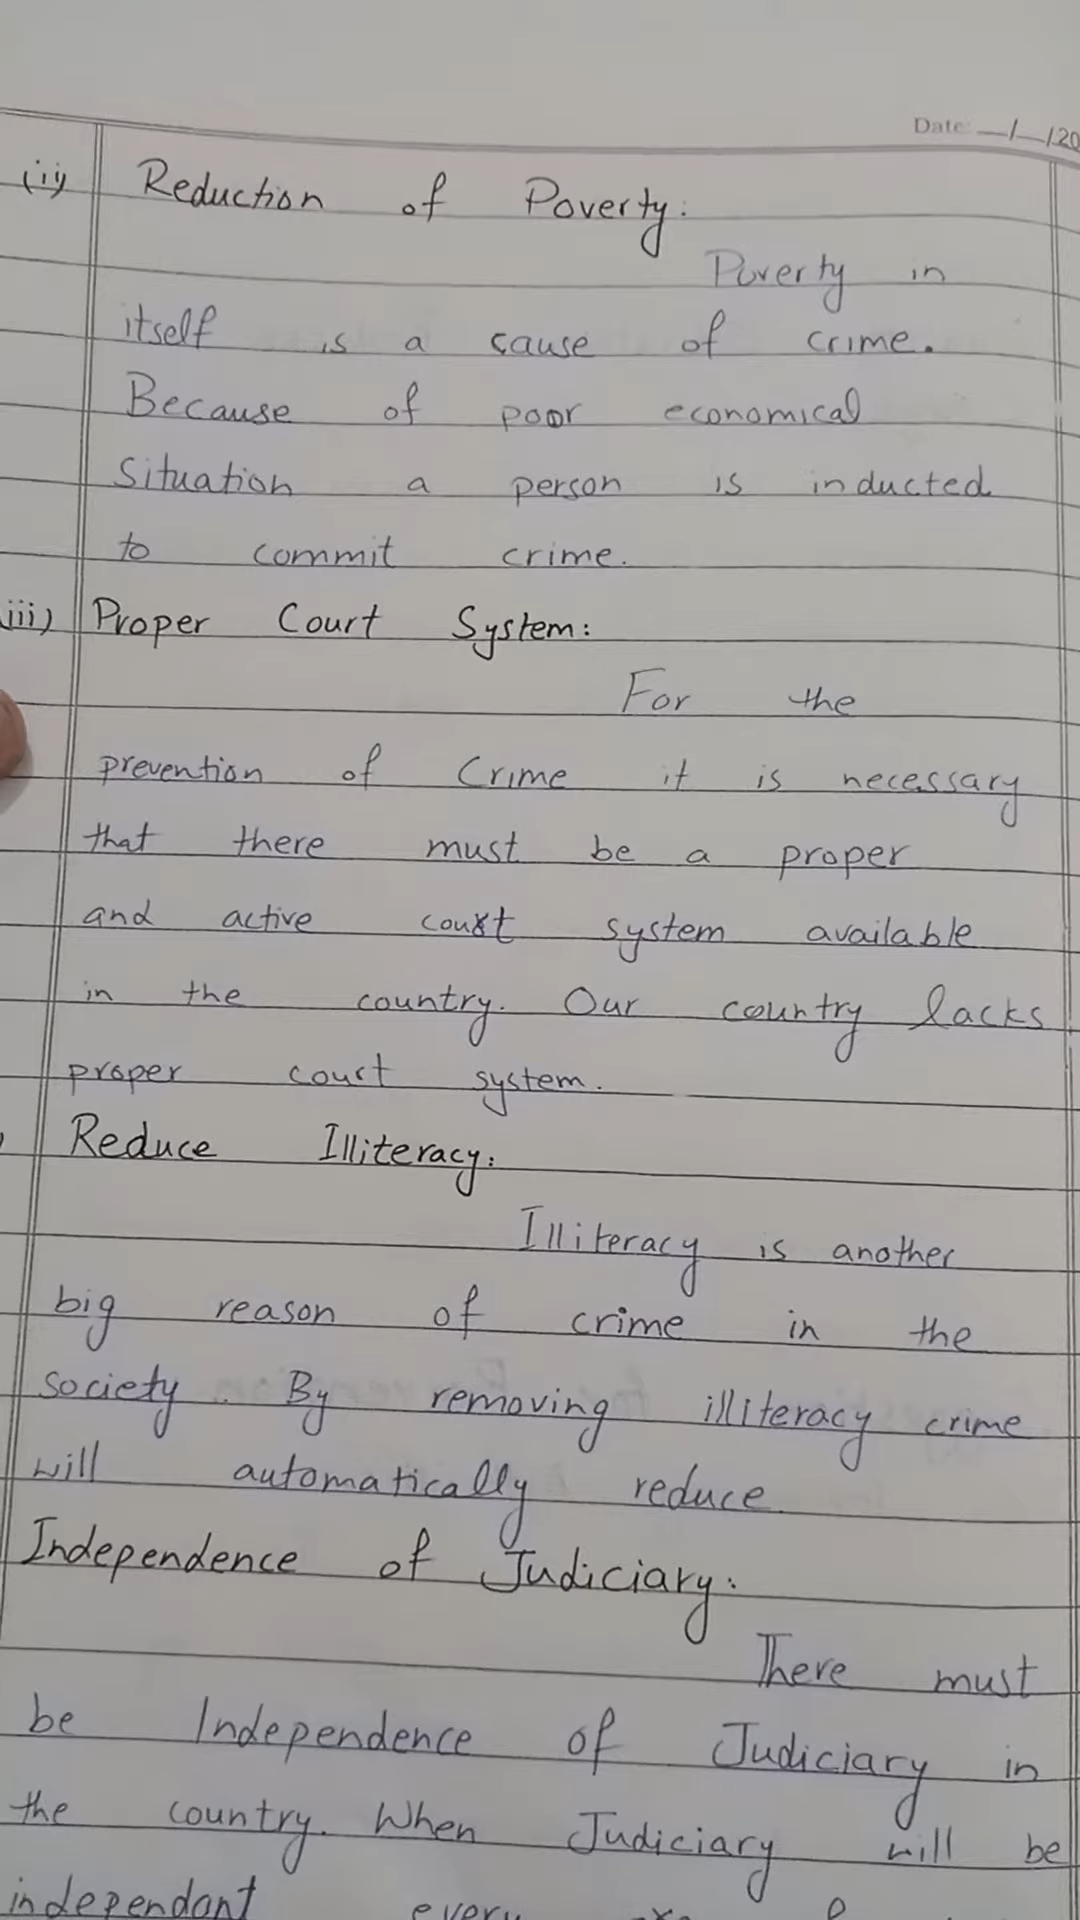 Date: __/__/20
(ii) Reduction of Poverty:
Poverty in
itself is a cause of crime.
Because of poor economical
Situation a person is inducted
to commit crime.
iii) Proper Court System:
For the
prevention of Crime it is necessary
that there must be a proper
and active court system available
in the country. Our country lacks
proper court system.
Reduce Illiteracy:
Illiteracy is another
big reason of crime in the
society. By removing illiteracy crime
will automatically reduce
Independence of Judiciary:
There must
be Independence of Judiciary in
the country. When Judiciary will be
independant every